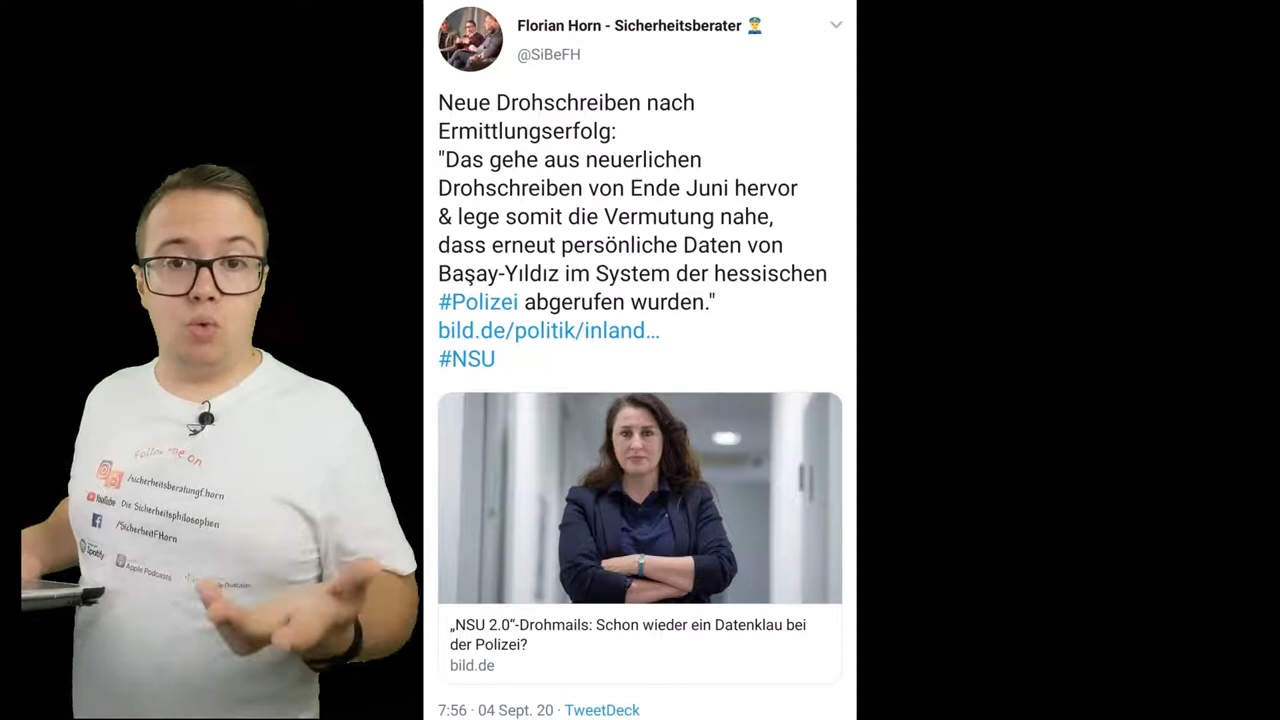 Florian Horn - Sicherheitsberater
@SiBeFH
Neue Drohschreiben nach
Ermittlungserfolg:
"Das gehe aus neuerlichen
Drohschreiben von Ende Juni hervor
& lege somit die Vermutung nahe,
dass erneut persönliche Daten von
Başay-Yıldız im System der hessischen
#Polizei abgerufen wurden."
bild.de/politik/inland...
#NSU
„NSU 2.0“-Drohmails: Schon wieder ein Datenklau bei
der Polizei?
bild.de
7:56 · 04 Sept. 20 · TweetDeck
Follow me on
/sicherheitsberatungf.horn
YouTube Die Sicherheitsphilosophen
/SicherheitFHorn
Spotify
Apple Podcasts